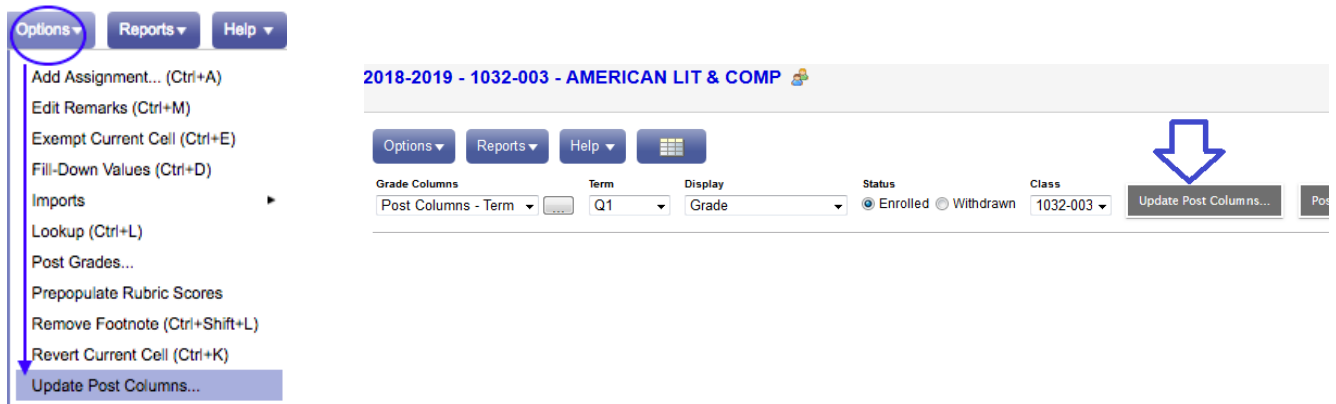 Options Reports Help
Add Assignment... (Ctrl+A)
Edit Remarks (Ctrl+M)
Exempt Current Cell (Ctrl+E)
Fill-Down Values (Ctrl+D)
Imports
Lookup (Ctrl+L)
Post Grades...
Prepopulate Rubric Scores
Remove Footnote (Ctrl+Shift+L)
Revert Current Cell (Ctrl+K)
Update Post Columns...
2018-2019 - 1032-003 - AMERICAN LIT & COMP
Options Reports Help
Grade Columns Term Display Status Class
Post Columns - Term ... Q1 Grade Enrolled Withdrawn 1032-003 Update Post Columns... Pos